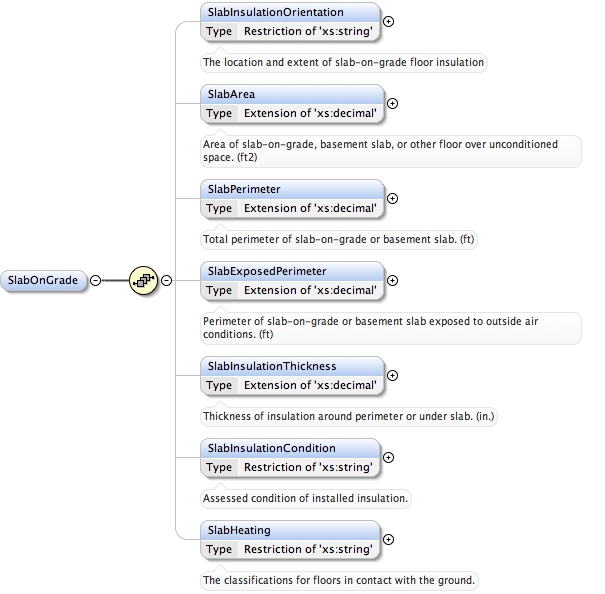 SlabInsulationOrientation
Type Restriction of 'xs:string'
The location and extent of slab-on-grade floor insulation
SlabArea
Type Extension of 'xs:decimal'
Area of slab-on-grade, basement slab, or other floor over unconditioned
space. (ft2)
SlabPerimeter
Type Extension of 'xs:decimal'
Total perimeter of slab-on-grade or basement slab. (ft)
SlabOnGrade
SlabExposedPerimeter
Type Extension of 'xs:decimal'
Perimeter of slab-on-grade or basement slab exposed to outside air
conditions. (ft)
SlabInsulationThickness
Type Extension of 'xs:decimal'
Thickness of insulation around perimeter or under slab. (in.)
SlabInsulationCondition
Type Restriction of 'xs:string'
Assessed condition of installed insulation.
SlabHeating
Type Restriction of 'xs:string'
The classifications for floors in contact with the ground.